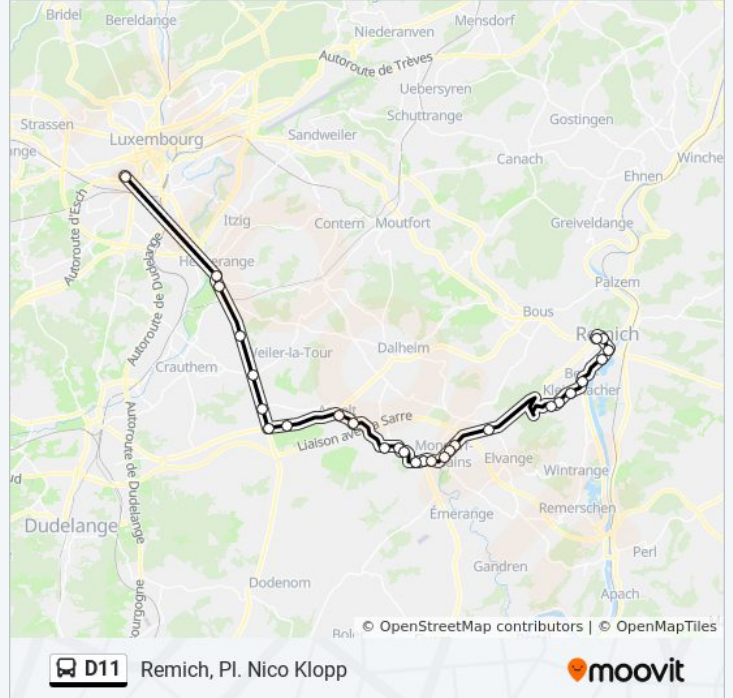 Bridel
Bereldange
Mensdorf
Niederanven
Autoroute de Trèves
Uebersyren
Schuttrange
Strassen
Luxembourg
Sandweiler
Gostingen
ange
Canach
Winche
Ehnen
Autoroute d'Esch
Itzig
Contern
Moutfort
Greiveldange
Autoroute de Dudelange
Palzem
Bous
Remich
Crauthem
Weiler-la-Tour
Dalheim
Liaison avec la Sarre
Elvange
Wintrange
Autoroute de Dudelange
Émerange
Remerschen
Dudelange
Perl
Gandren
Dodenom
Apach
ourgogne
© OpenStreetMap contributors | © OpenMapTiles
D11 Remich, Pl. Nico Klopp
moovit